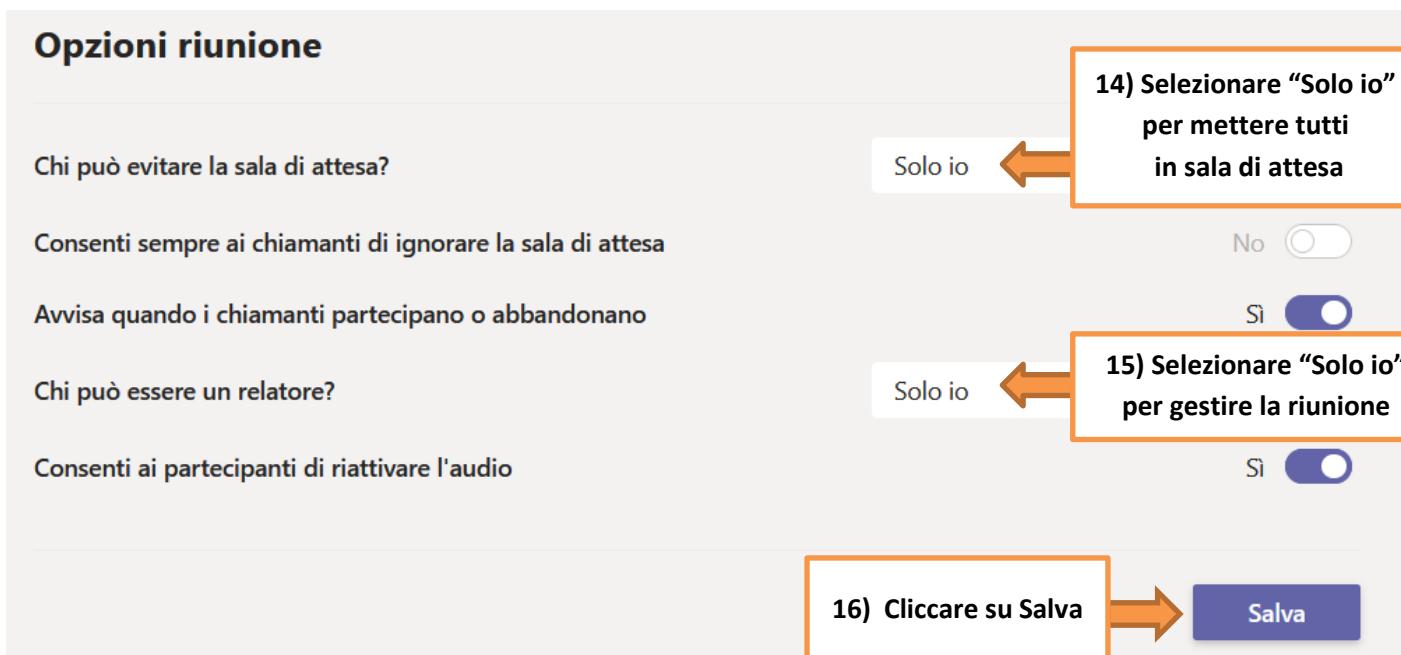 Opzioni riunione
14) Selezionare “Solo io”
per mettere tutti
in sala di attesa
Chi può evitare la sala di attesa?
Solo io
Consenti sempre ai chiamanti di ignorare la sala di attesa
No
Avvisa quando i chiamanti partecipano o abbandonano
Sì
15) Selezionare “Solo io”
per gestire la riunione
Chi può essere un relatore?
Solo io
Consenti ai partecipanti di riattivare l'audio
Sì
16) Cliccare su Salva
Salva